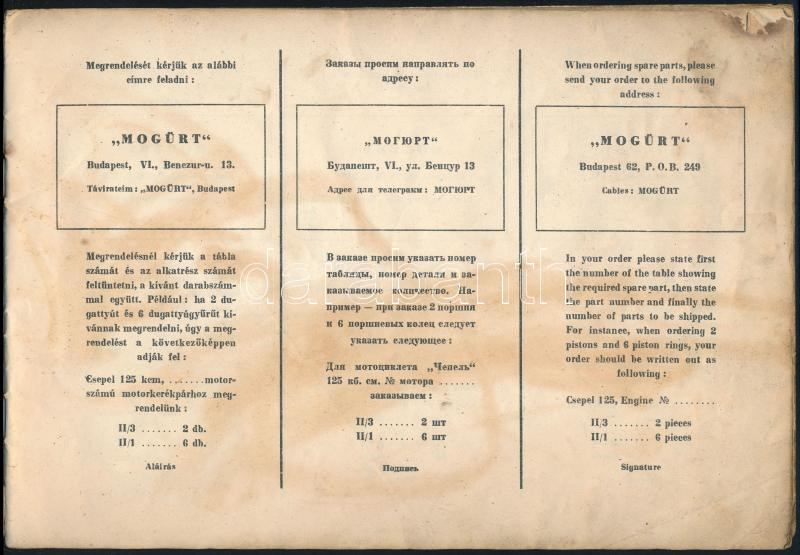 Megrendelését kérjük az alábbi
címre feladni :
„MOGÜRT“
Budapest, VI., Benczur-u. 13.
Távirateim : „MOGÜRT“, Budapest
Megrendelésnél kérjük a tábla
számát és az alkatrész számát
feltüntetni, a kívánt darabszám-
mal együtt. Például : ha 2 du-
gattyút és 6 dugattyúgyűrűt kí-
vánnak megrendelni, úgy a meg-
rendelést a következőképpen
adják fel :
Csepel 125 kcm, .......motor-
számú motorkerékpárhoz meg-
rendelünk :
II/3 ....... 2 db.
II/1 ....... 6 db.
Aláírás
Заказы просим направлять по
адресу :
„МОГЮРТ“
Будапешт, VI., ул. Бенцур 13
Адрес для телеграмм : МОГЮРТ
В заказе просим указать номер
таблицы, номер детали и за-
казываемое количество. На-
пример — при заказе 2 поршня
и 6 поршневых колец следует
указать следующее :
Для мотоциклета „Чепель“
125 кб. см. № мотора .......
заказываем :
II/3 ....... 2 шт
II/1 ....... 6 шт
Подпись
When ordering spare parts, please
send your order to the following
address :
„MOGÜRT“
Budapest 62, P.O.B. 249
Cables : MOGÜRT
In your order please state first
the number of the table showing
the required spare part, then state
the part number and finally the
number of parts to be shipped.
For instance, when ordering 2
pistons and 6 piston rings, your
order should be written out as
following :
Csepel 125, Engine № ........
II/3 ....... 2 pieces
II/1 ....... 6 pieces
Signature
darabanth